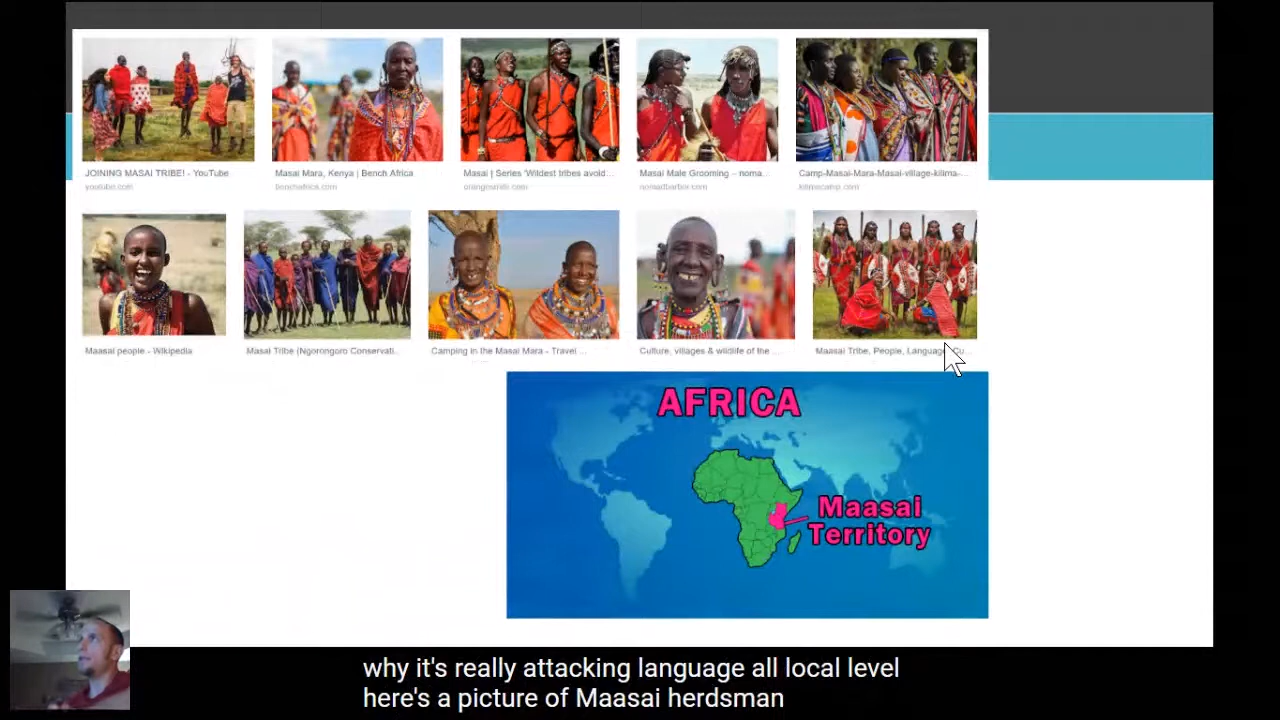 JOINING MASAI TRIBE! - YouTube
youtube.com
Masai Mara, Kenya | Bench Africa
benchafrica.com
Masai | Series 'Wildest tribes avoid...
Masai Male Grooming – noma...
nomadbarber.com
Camp-Masai-Mara-Masai-village-kilima-...
kilimacamp.com
Maasai people - Wikipedia
Masai Tribe (Ngorongoro Conservati...
Camping in the Masai Mara - Travel ...
Culture, villages & wildlife of the ...
Maasai Tribe, People, Language, Cu...
AFRICA
Maasai
Territory
why it's really attacking language all local level
here's a picture of Maasai herdsman